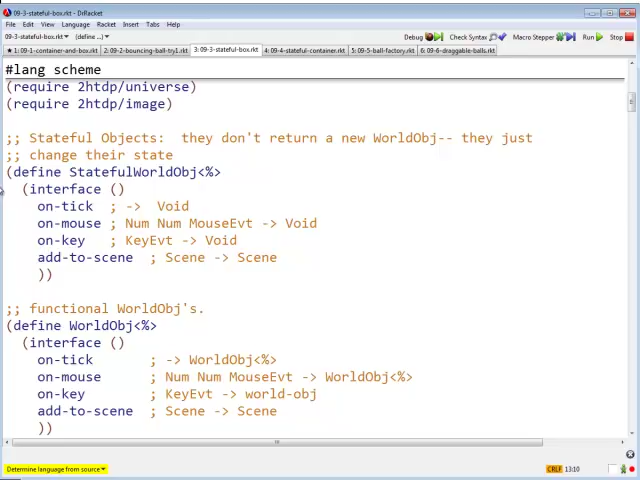 09-3-stateful-box.rkt - DrRacket
File Edit View Language Racket Insert Tabs Help
09-3-stateful-box.rkt (define ...) Debug Check Syntax Macro Stepper Run Stop
1: 09-1-container-and-box.rkt 2: 09-2-bouncing-ball-try1.rkt 3: 09-3-stateful-box.rkt 4: 09-4-stateful-container.rkt 5: 09-5-ball-factory.rkt 6: 09-6-draggable-balls.rkt
#lang scheme
(require 2htdp/universe)
(require 2htdp/image)
;; Stateful Objects: they don't return a new WorldObj-- they just
;; change their state
(define StatefulWorldObj<%>
(interface ()
on-tick ; -> Void
on-mouse ; Num Num MouseEvt -> Void
on-key ; KeyEvt -> Void
add-to-scene ; Scene -> Scene
))
;; functional WorldObj's.
(define WorldObj<%>
(interface ()
on-tick ; -> WorldObj<%>
on-mouse ; Num Num MouseEvt -> WorldObj<%>
on-key ; KeyEvt -> world-obj
add-to-scene ; Scene -> Scene
))
Determine language from source CRLF 13:10